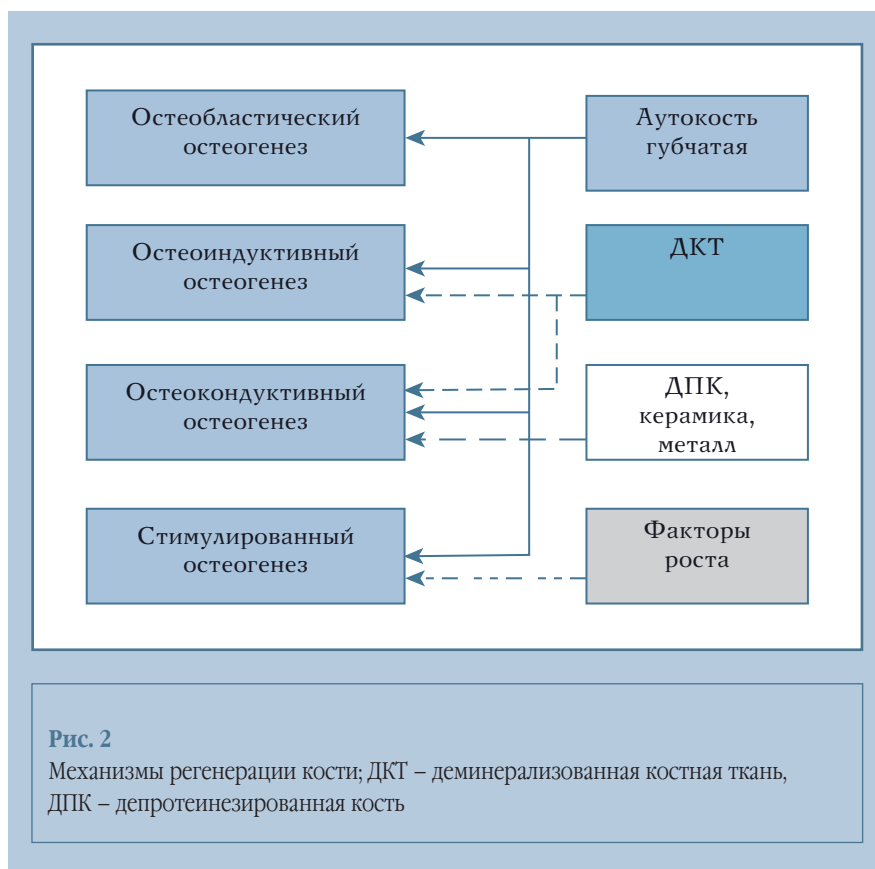 Остеобластический
остеогенез
Аутокость
губчатая
Остеоиндуктивный
остеогенез
ДКТ
Остеокондуктивный
остеогенез
ДПК,
керамика,
металл
Стимулированный
остеогенез
Факторы
роста
Рис. 2
Механизмы регенерации кости; ДКТ – деминерализованная костная ткань,
ДПК – депротеинезированная кость